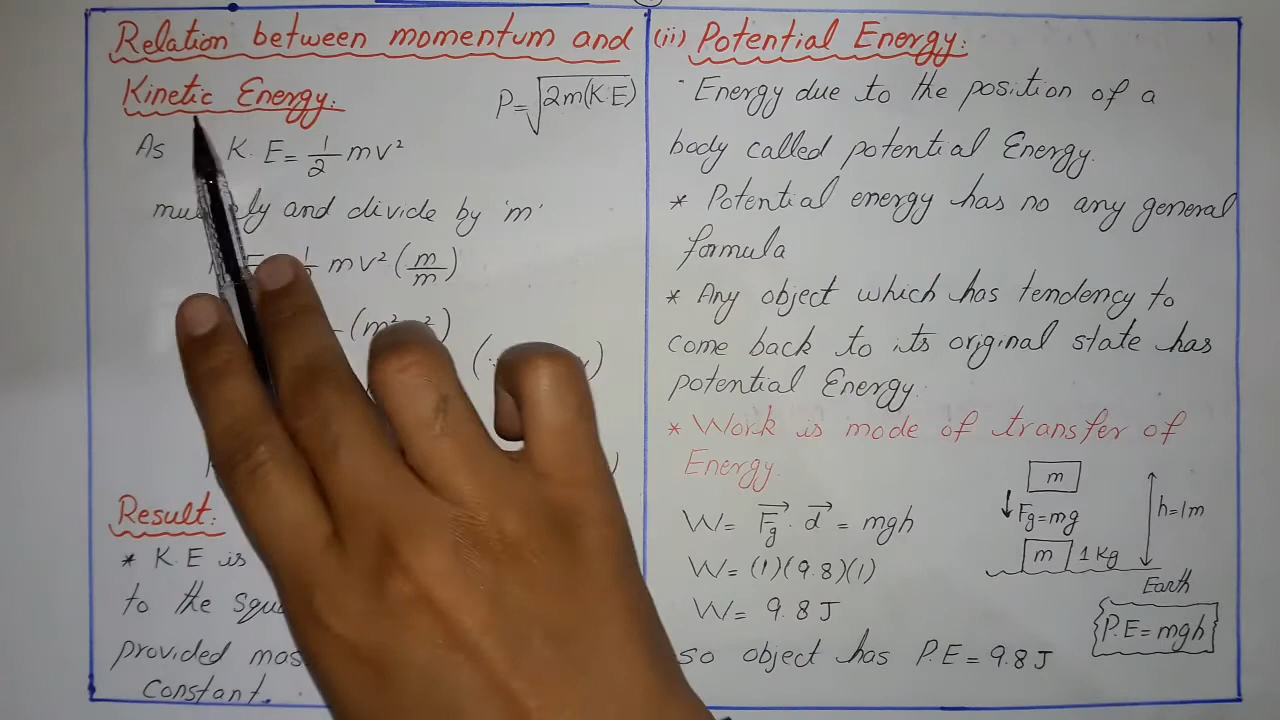 Relation between momentum and
Kinetic Energy:
P=√2m(K.E)
As K.E=1/2 mv²
and divide by 'm'
mv² (m/m)
Result:
* K.E is
to the
provided
constant.
(ii) Potential Energy:
Energy due to the position of a
body called potential Energy.
* Potential energy has no any general
formula
* Any object which has tendency to
come back to its original state has
potential Energy.
* Work is mode of transfer of
Energy.
W= F⃗g . d⃗ = mgh
W= (1)(9.8)(1)
W= 9.8 J
so object has P.E=9.8J
m
Fg=mg
h=1m
m 1 Kg
Earth
P.E=mgh